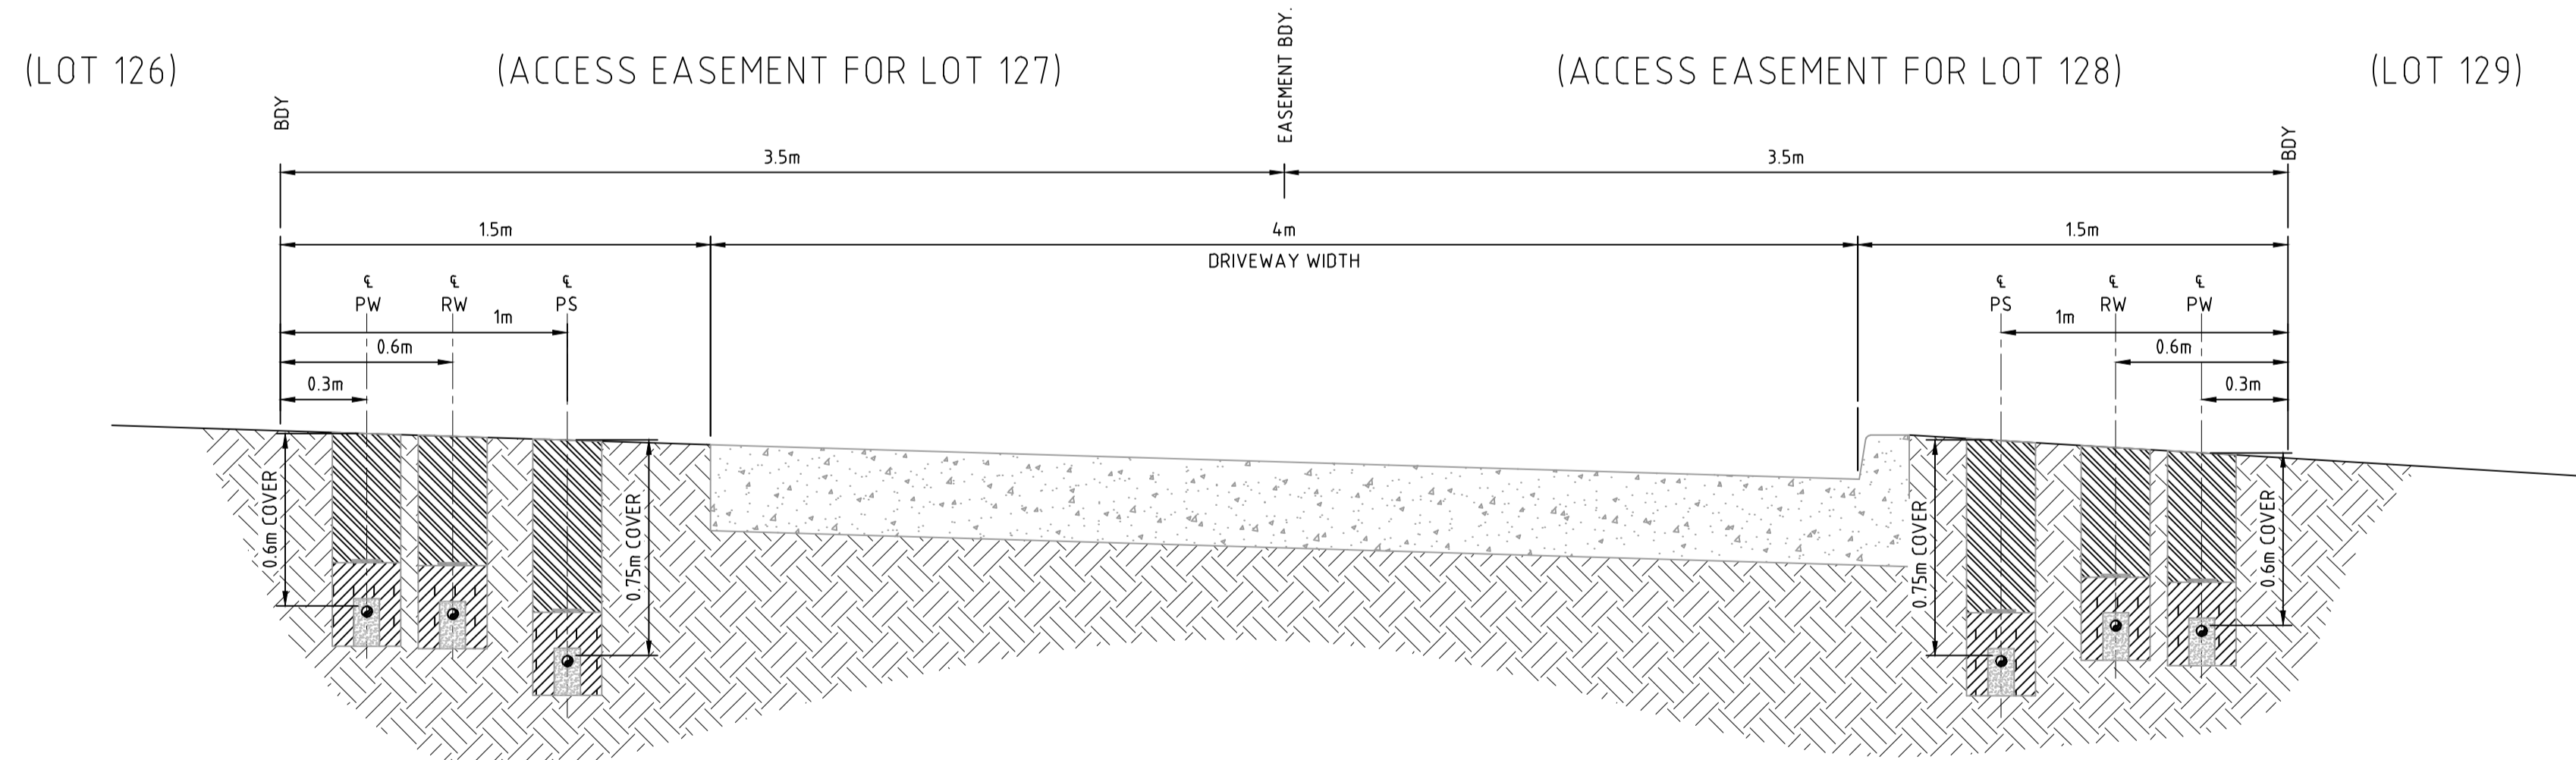 EASEMENT BDY.
(LOT 126)
(ACCESS EASEMENT FOR LOT 127)
(ACCESS EASEMENT FOR LOT 128)
(LOT 129)
BDY
BDY
3.5m
3.5m
1.5m
4m
1.5m
DRIVEWAY WIDTH
℄
℄
℄
℄
℄
℄
PW
RW
PS
PS
RW
PW
1m
1m
0.6m
0.6m
0.3m
0.3m
0.6m COVER
0.75m COVER
0.75m COVER
0.6m COVER